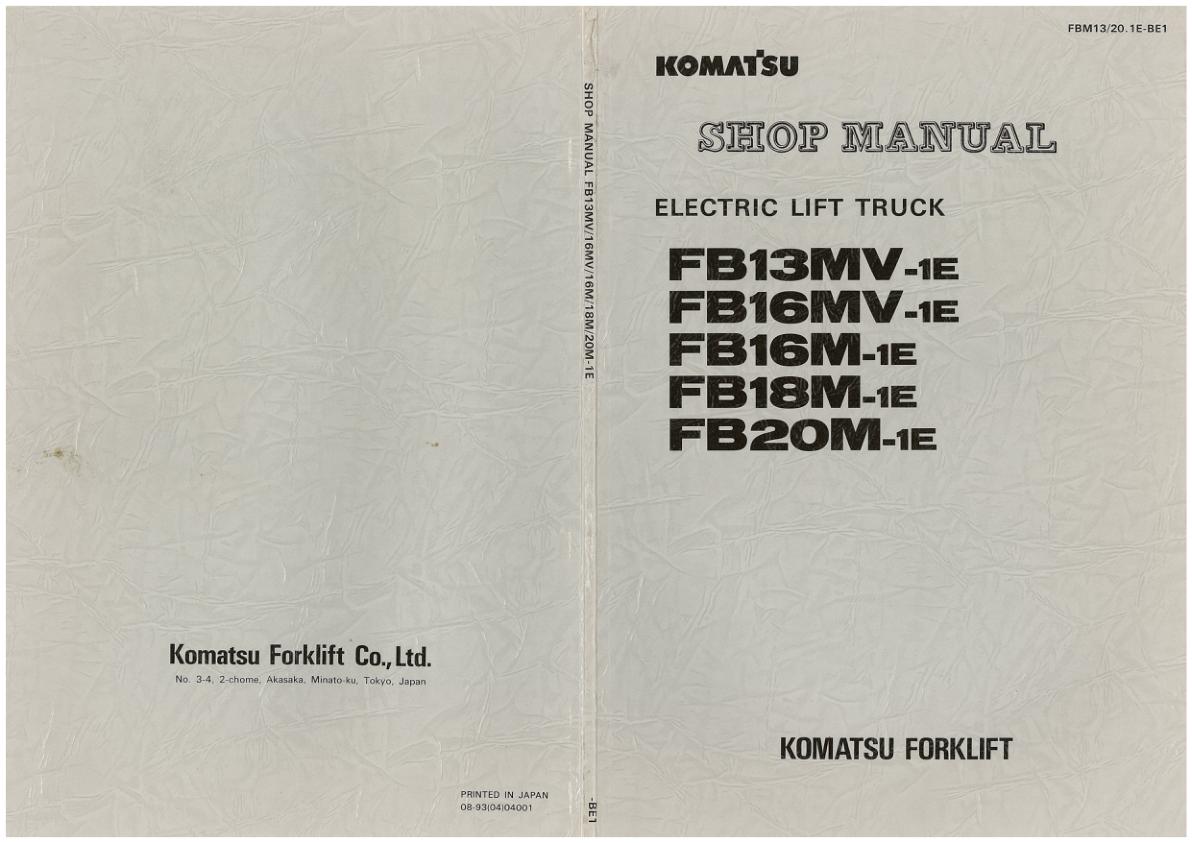 FBM13/20.1E-BE1
KOMATSU
SHOP MANUAL
ELECTRIC LIFT TRUCK
FB13MV-1E
FB16MV-1E
FB16M-1E
FB18M-1E
FB20M-1E
KOMATSU FORKLIFT
SHOP MANUAL FB13MV/16MV/16M/18M/20M-1E
-BE1
Komatsu Forklift Co., Ltd.
No. 3-4, 2-chome, Akasaka, Minato-ku, Tokyo, Japan
PRINTED IN JAPAN
08-93(04)04001